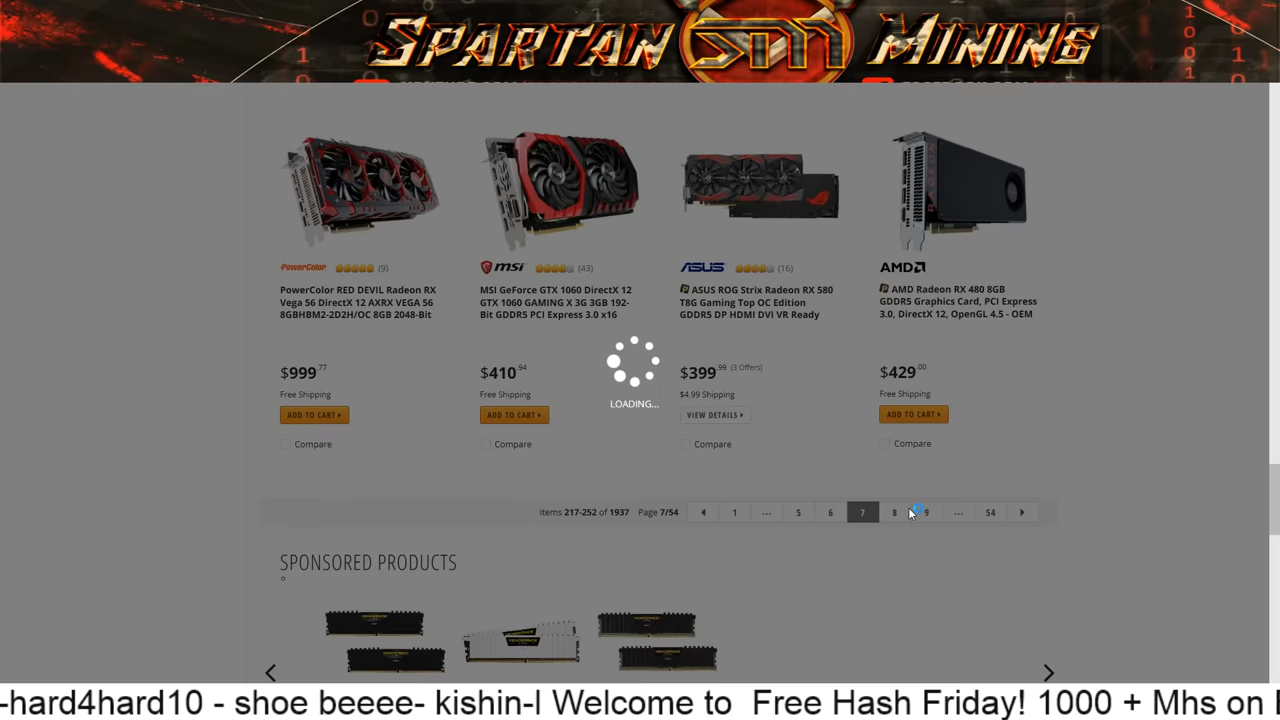 SPARTAN SM MINING
PowerColor (9)
PowerColor RED DEVIL Radeon RX
Vega 56 DirectX 12 AXRX VEGA 56
8GBHBM2-2D2H/OC 8GB 2048-Bit
$999.77
Free Shipping
ADD TO CART
Compare
msi (43)
MSI GeForce GTX 1060 DirectX 12
GTX 1060 GAMING X 3G 3GB 192-
Bit GDDR5 PCI Express 3.0 x16
$410.94
Free Shipping
ADD TO CART
Compare
ASUS (16)
ASUS ROG Strix Radeon RX 580
T8G Gaming Top OC Edition
GDDR5 DP HDMI DVI VR Ready
$399.99 (3 Offers)
$4.99 Shipping
VIEW DETAILS
Compare
RADEON
AMD
AMD Radeon RX 480 8GB
GDDR5 Graphics Card, PCI Express
3.0, DirectX 12, OpenGL 4.5 - OEM
$429.00
Free Shipping
ADD TO CART
Compare
LOADING...
Items 217-252 of 1937 Page 7/54 1 ... 5 6 7 8 9 ... 54
SPONSORED PRODUCTS
-hard4hard10 - shoe beeee- kishin-l Welcome to Free Hash Friday! 1000 + Mhs on